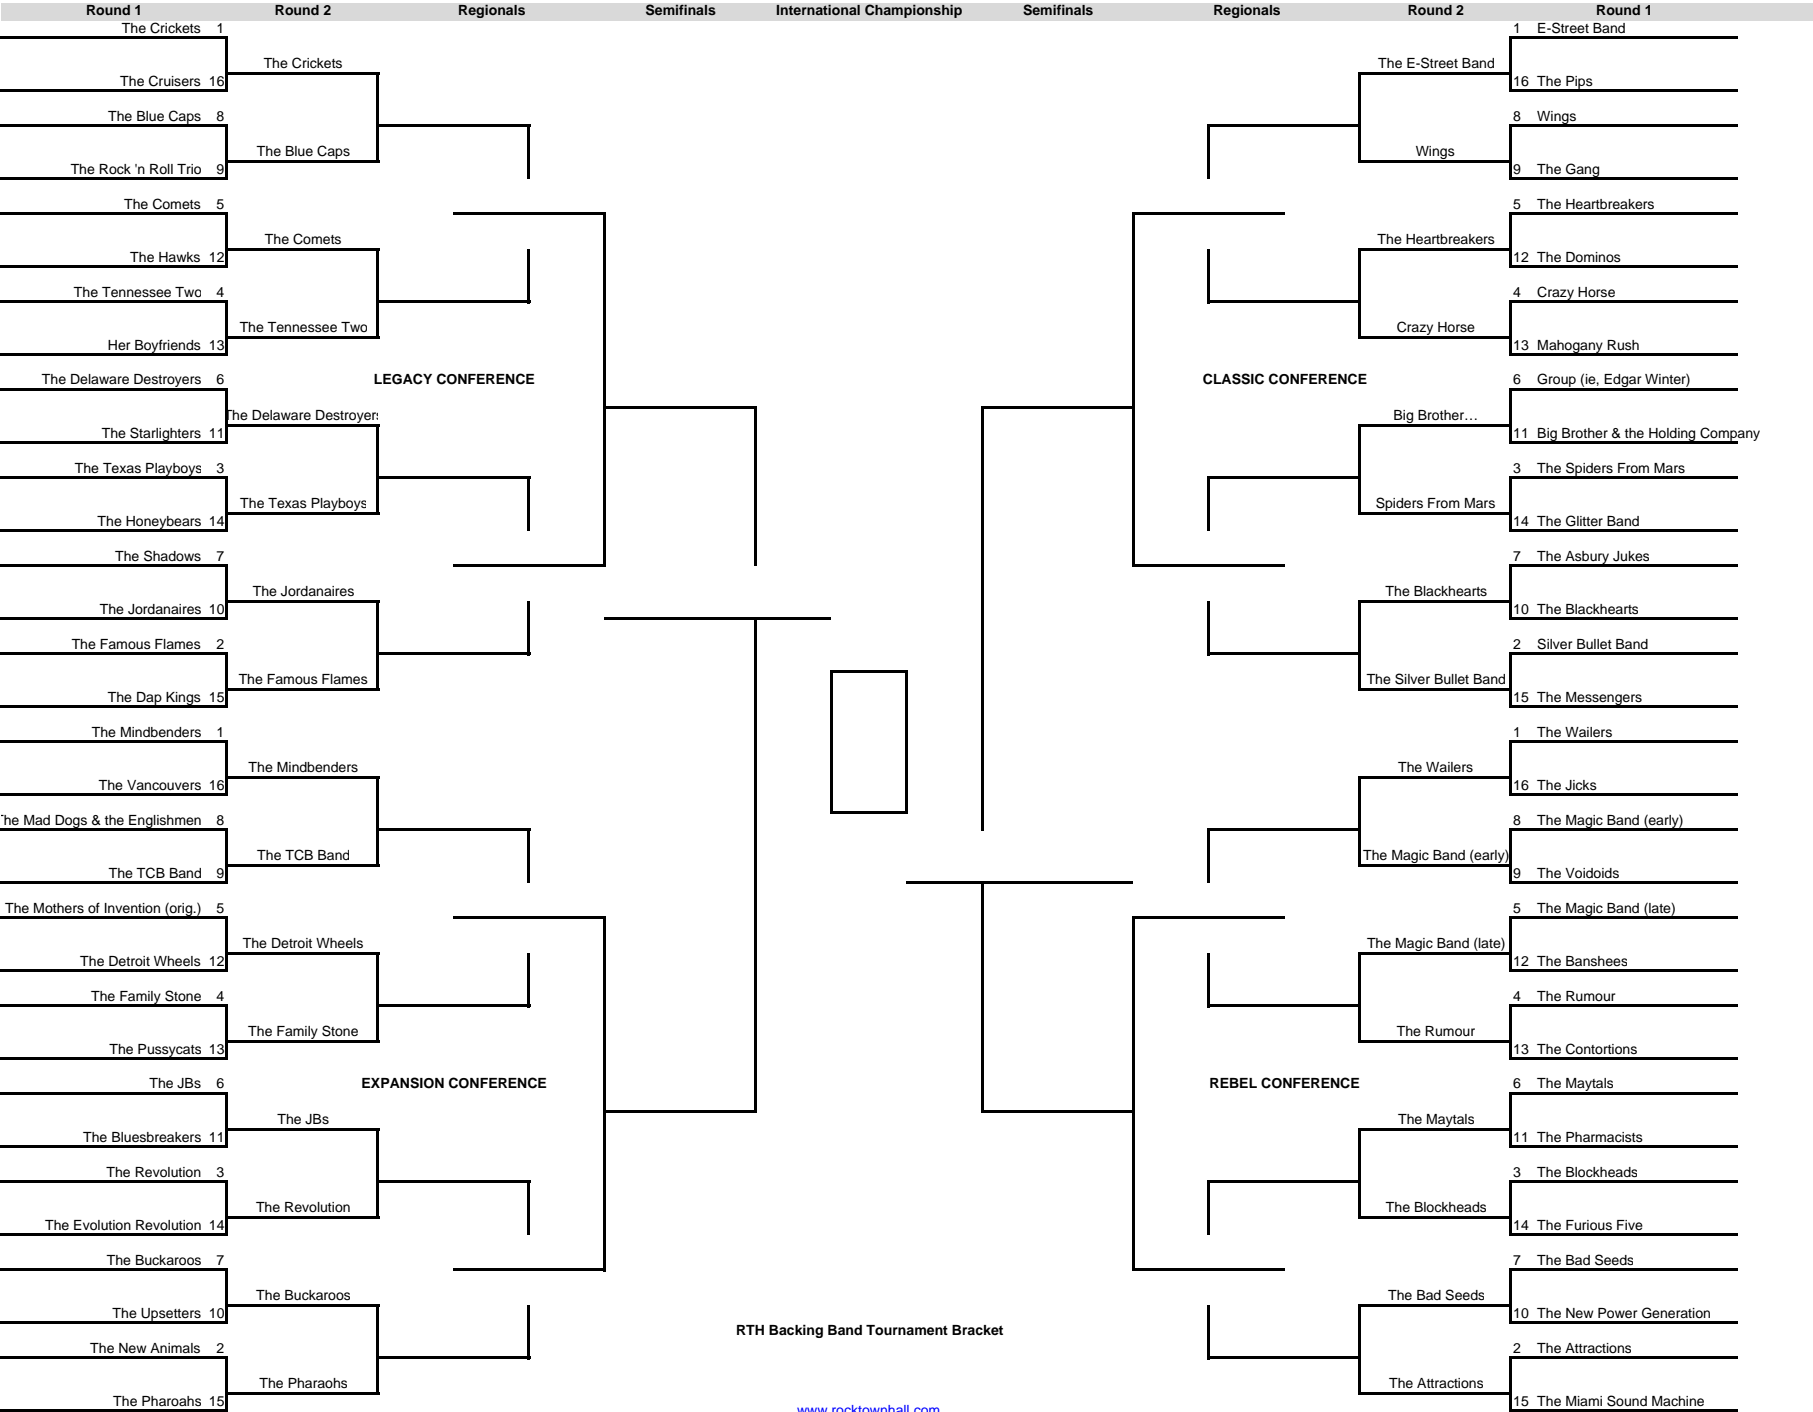 Round 1 Round 2 Regionals Semifinals International Championship Semifinals Regionals Round 2 Round 1
The Crickets 1
The Crickets
The Cruisers 16
The Blue Caps 8
The Blue Caps
The Rock 'n Roll Trio 9
The Comets 5
The Comets
The Hawks 12
The Tennessee Two 4
The Tennessee Two
Her Boyfriends 13
LEGACY CONFERENCE
The Delaware Destroyers 6
The Delaware Destroyers
The Starlighters 11
The Texas Playboys 3
The Texas Playboys
The Honeybears 14
The Shadows 7
The Jordanaires
The Jordanaires 10
The Famous Flames 2
The Famous Flames
The Dap Kings 15
The Mindbenders 1
The Mindbenders
The Vancouvers 16
The Mad Dogs & the Englishmen 8
The TCB Band
The TCB Band 9
The Mothers of Invention (orig.) 5
The Detroit Wheels
The Detroit Wheels 12
The Family Stone 4
The Family Stone
The Pussycats 13
EXPANSION CONFERENCE
The JBs 6
The JBs
The Bluesbreakers 11
The Revolution 3
The Revolution
The Evolution Revolution 14
The Buckaroos 7
The Buckaroos
The Upsetters 10
The New Animals 2
The Pharaohs
The Pharoahs 15
1 E-Street Band
The E-Street Band
16 The Pips
8 Wings
Wings
9 The Gang
5 The Heartbreakers
The Heartbreakers
12 The Dominos
4 Crazy Horse
Crazy Horse
13 Mahogany Rush
CLASSIC CONFERENCE
6 Group (ie, Edgar Winter)
Big Brother…
11 Big Brother & the Holding Company
3 The Spiders From Mars
Spiders From Mars
14 The Glitter Band
7 The Asbury Jukes
The Blackhearts
10 The Blackhearts
2 Silver Bullet Band
The Silver Bullet Band
15 The Messengers
1 The Wailers
The Wailers
16 The Jicks
8 The Magic Band (early)
The Magic Band (early)
9 The Voidoids
5 The Magic Band (late)
The Magic Band (late)
12 The Banshees
4 The Rumour
The Rumour
13 The Contortions
REBEL CONFERENCE
6 The Maytals
The Maytals
11 The Pharmacists
3 The Blockheads
The Blockheads
14 The Furious Five
7 The Bad Seeds
The Bad Seeds
10 The New Power Generation
2 The Attractions
The Attractions
15 The Miami Sound Machine
RTH Backing Band Tournament Bracket
www.rocktownhall.com